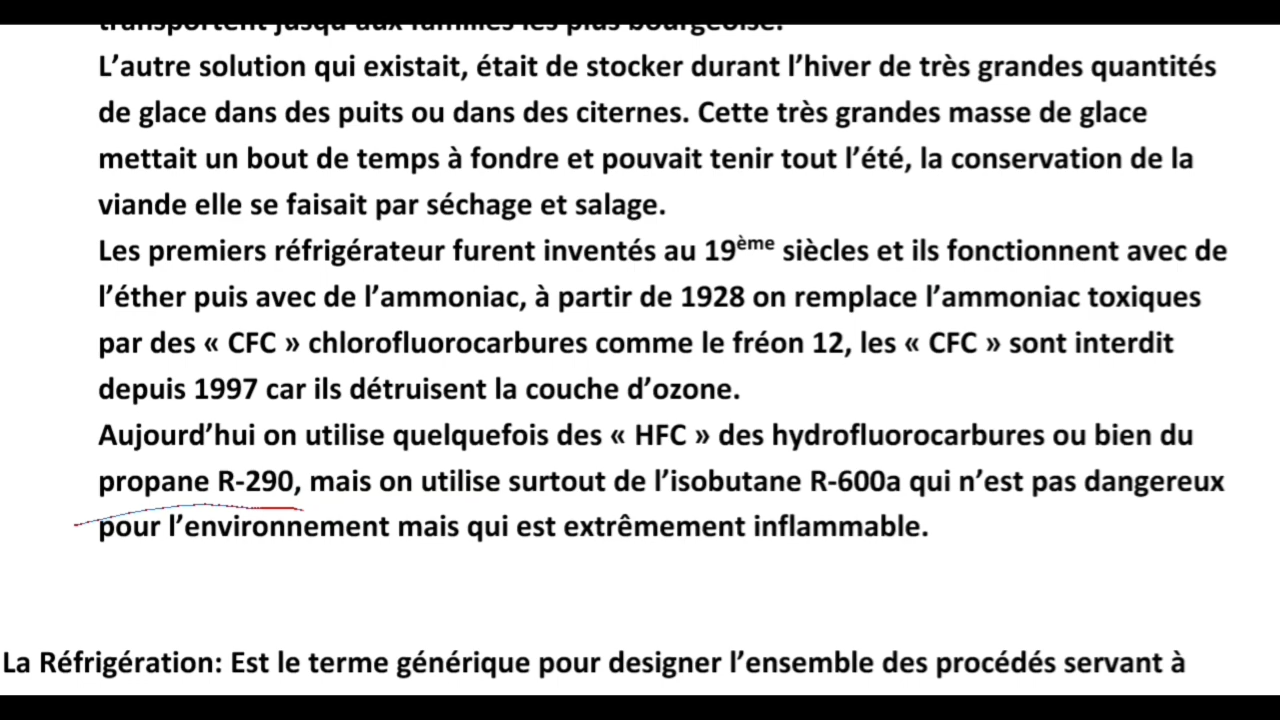 transportent jusqu'aux familles les plus bourgeoise.
L'autre solution qui existait, était de stocker durant l'hiver de très grandes quantités
de glace dans des puits ou dans des citernes. Cette très grandes masse de glace
mettait un bout de temps à fondre et pouvait tenir tout l'été, la conservation de la
viande elle se faisait par séchage et salage.
Les premiers réfrigérateur furent inventés au 19ème siècles et ils fonctionnent avec de
l'éther puis avec de l'ammoniac, à partir de 1928 on remplace l'ammoniac toxiques
par des « CFC » chlorofluorocarbures comme le fréon 12, les « CFC » sont interdit
depuis 1997 car ils détruisent la couche d'ozone.
Aujourd'hui on utilise quelquefois des « HFC » des hydrofluorocarbures ou bien du
propane R-290, mais on utilise surtout de l'isobutane R-600a qui n'est pas dangereux
pour l'environnement mais qui est extrêmement inflammable.
La Réfrigération: Est le terme générique pour designer l'ensemble des procédés servant à